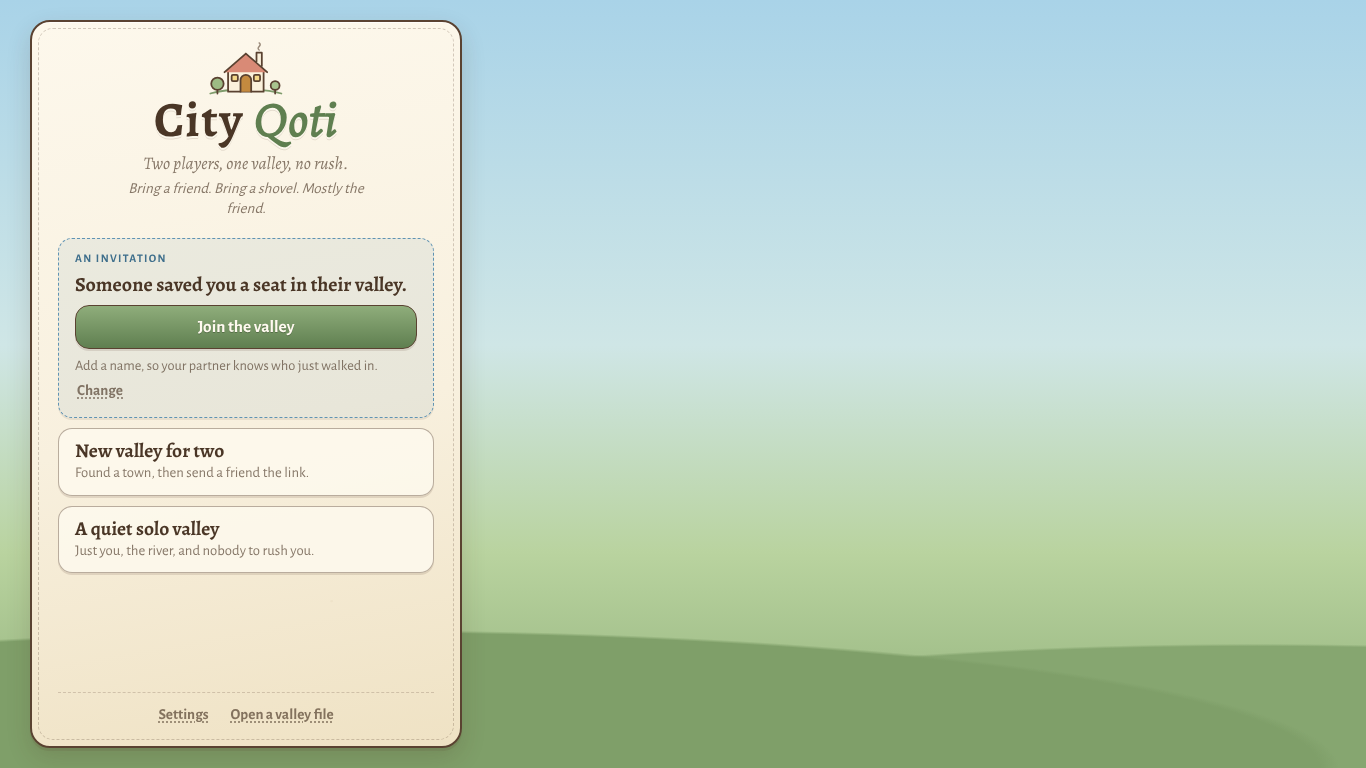 City Qoti
Two players, one valley, no rush.
Bring a friend. Bring a shovel. Mostly the
friend.
AN INVITATION
Someone saved you a seat in their valley.
Join the valley
Add a name, so your partner knows who just walked in.
Change
New valley for two
Found a town, then send a friend the link.
A quiet solo valley
Just you, the river, and nobody to rush you.
Settings Open a valley file